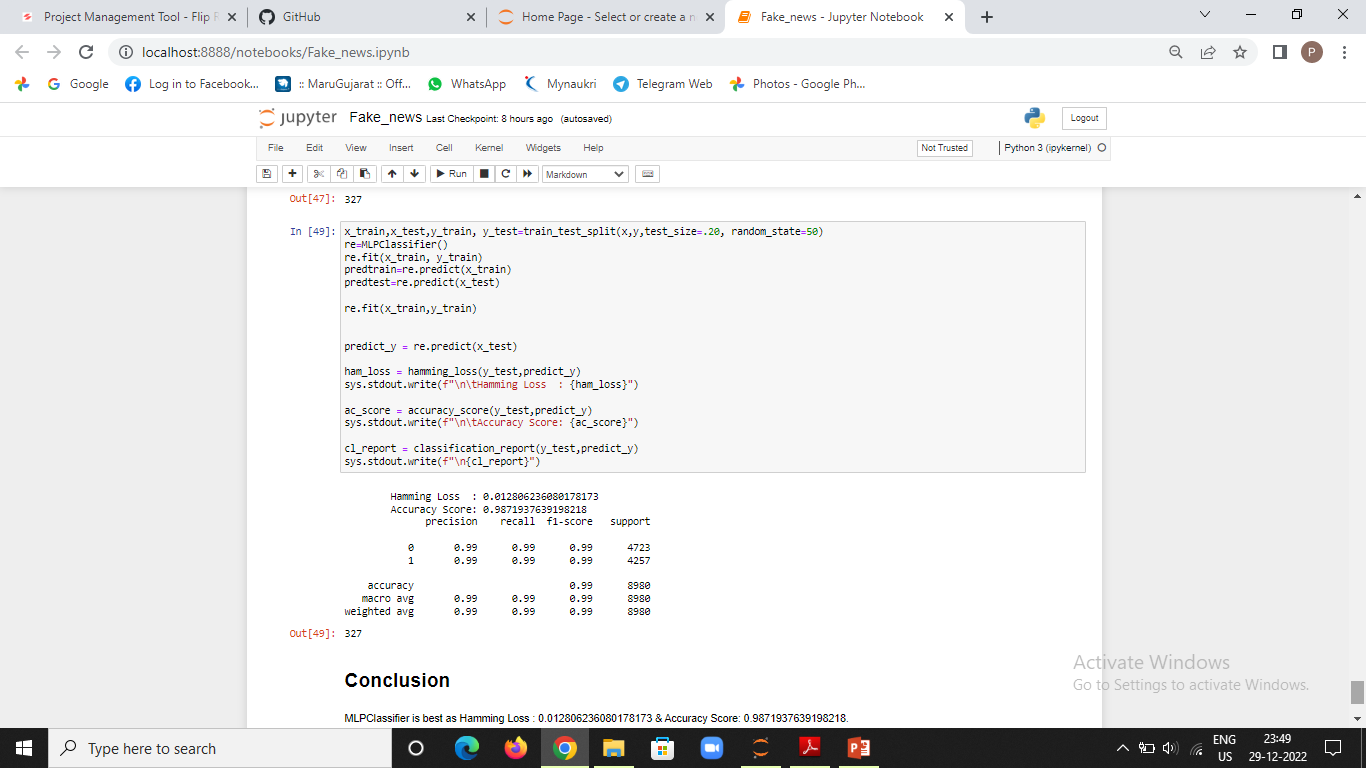 Project Management Tool - Flip R
GitHub
Home Page - Select or create a n
Fake_news - Jupyter Notebook
localhost:8888/notebooks/Fake_news.ipynb
P
Google
Log in to Facebook...
:: MaruGujarat :: Off...
WhatsApp
Mynaukri
Telegram Web
Photos - Google Ph...
jupyter Fake_news Last Checkpoint: 8 hours ago (autosaved)
Logout
File Edit View Insert Cell Kernel Widgets Help
Not Trusted
Python 3 (ipykernel)
Run
Markdown
Out[47]: 327
In [49]: x_train,x_test,y_train, y_test=train_test_split(x,y,test_size=.20, random_state=50)
re=MLPClassifier()
re.fit(x_train, y_train)
predtrain=re.predict(x_train)
predtest=re.predict(x_test)
re.fit(x_train,y_train)
predict_y = re.predict(x_test)
ham_loss = hamming_loss(y_test,predict_y)
sys.stdout.write(f"\n\tHamming Loss  : {ham_loss}")
ac_score = accuracy_score(y_test,predict_y)
sys.stdout.write(f"\n\tAccuracy Score: {ac_score}")
cl_report = classification_report(y_test,predict_y)
sys.stdout.write(f"\n{cl_report}")
Hamming Loss  : 0.012806236080178173
Accuracy Score: 0.9871937639198218
precision recall f1-score support
0 0.99 0.99 0.99 4723
1 0.99 0.99 0.99 4257
accuracy 0.99 8980
macro avg 0.99 0.99 0.99 8980
weighted avg 0.99 0.99 0.99 8980
Out[49]: 327
Conclusion
MLPClassifier is best as Hamming Loss : 0.012806236080178173 & Accuracy Score: 0.9871937639198218.
Activate Windows
Go to Settings to activate Windows.
Type here to search
ENG
US
23:49
29-12-2022